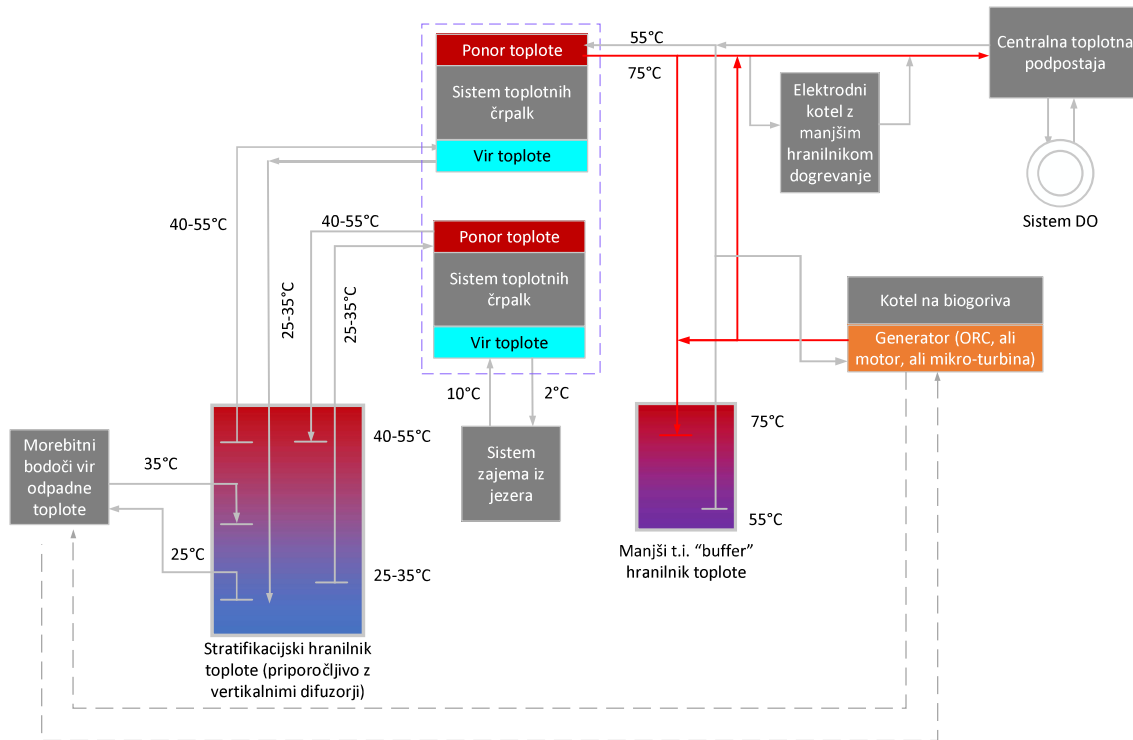 55°C
75°C
Ponor toplote
Sistem toplotnih
črpalk
Vir toplote
Centralna toplotna
podpostaja
Elektrodni
kotel z
manjšim
hranilnikom
dogrevanje
Sistem DO
40-55°C
40-55°C
25-35°C
25-35°C
Ponor toplote
Sistem toplotnih
črpalk
Vir toplote
10°C
2°C
Kotel na biogoriva
Generator (ORC, ali
motor, ali mikro-turbina)
Morebitni
bodoči vir
odpadne
toplote
35°C
25°C
40-55°C
25-35°C
Sistem
zajema iz
jezera
75°C
55°C
Manjši t.i. “buffer”
hranilnik toplote
Stratifikacijski hranilnik
toplote (priporočljivo z
vertikalnimi difuzorji)